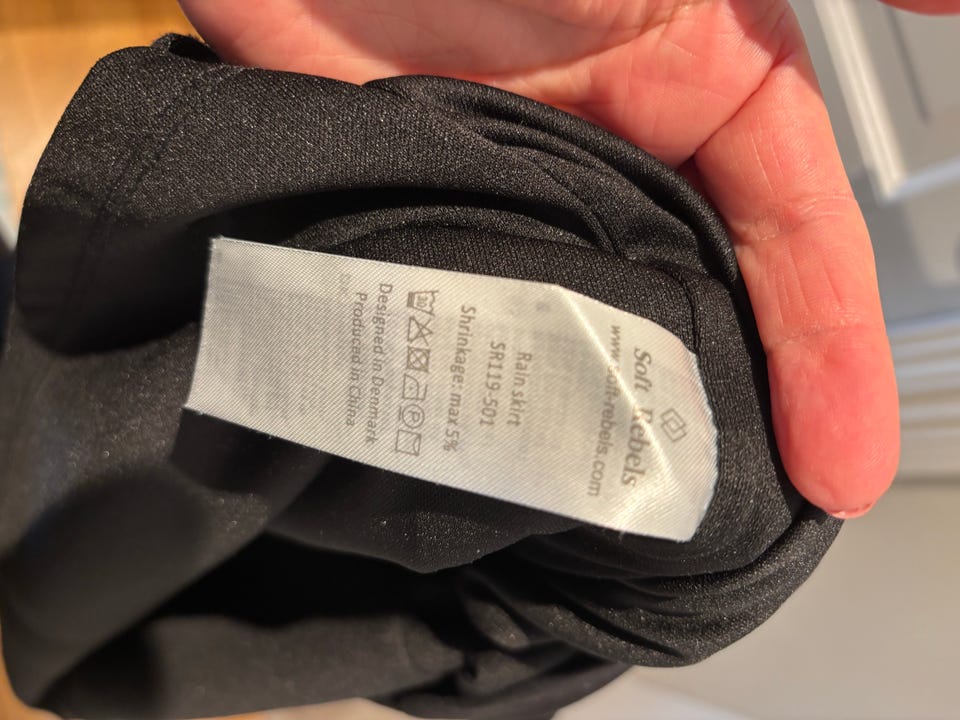 Soft Rebels
www.soft-rebels.com
Rain skirt
SR119-501
Shrinkage: max 5%
30 P
Designed in Denmark
Produced in China